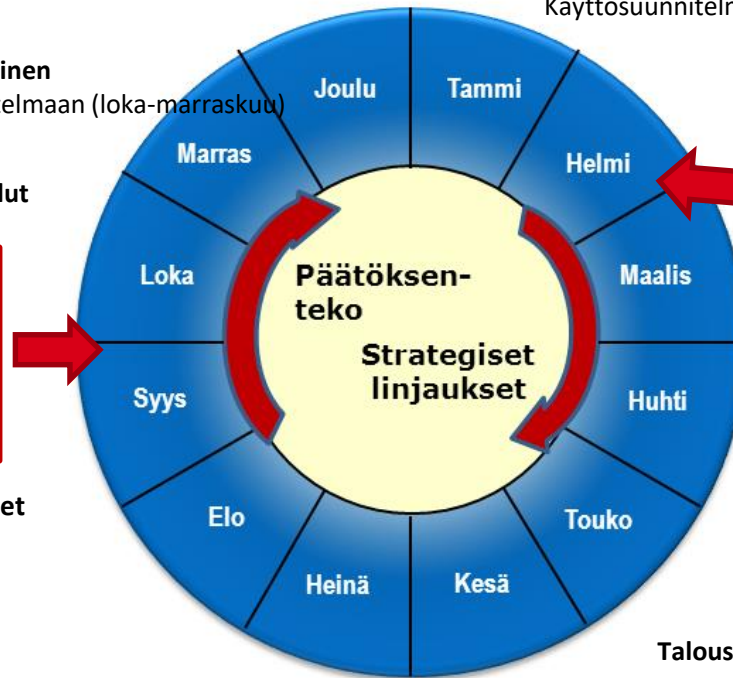 Käyttösuunnitelm
inen
telmaan (loka-marraskuu)
lut
et
Talous
Joulu
Tammi
Marras
Helmi
Loka
Maalis
Syys
Huhti
Elo
Touko
Heinä
Kesä
Päätöksen-
teko
Strategiset
linjaukset